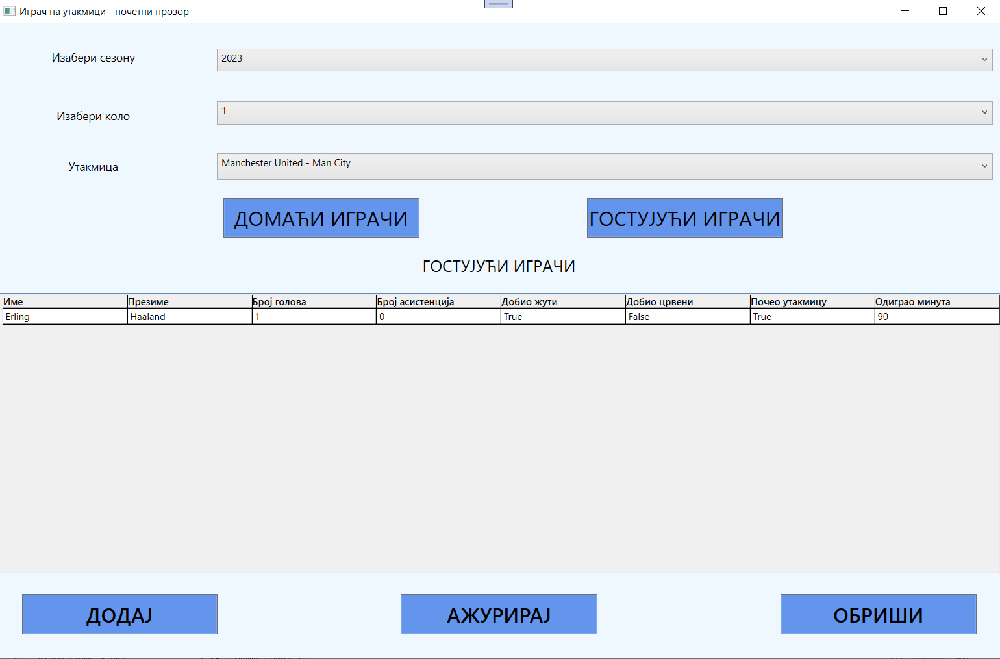 Играч на утакмици - почетни прозор
Изабери сезону
2023
Изабери коло
1
Утакмица
Manchester United - Man City
ДОМАЋИ ИГРАЧИ
ГОСТУЈУЋИ ИГРАЧИ
ГОСТУЈУЋИ ИГРАЧИ
Име Презиме Број голова Број асистенција Добио жути Добио црвени Почео утакмицу Одиграо минута
Erling Haaland 1 0 True False True 90
ДОДАЈ
АЖУРИРАЈ
ОБРИШИ